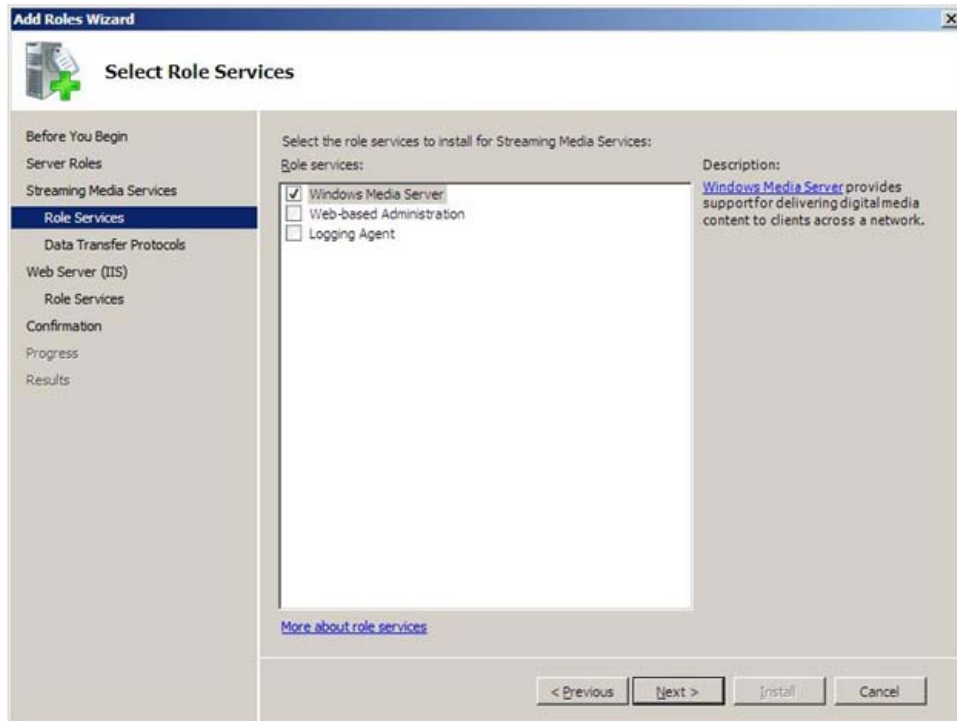 Add Roles Wizard
Select Role Services
Before You Begin
Server Roles
Streaming Media Services
Role Services
Data Transfer Protocols
Web Server (IIS)
Role Services
Confirmation
Progress
Results
Select the role services to install for Streaming Media Services:
Role services:
Windows Media Server
Web-based Administration
Logging Agent
More about role services
Description:
Windows Media Server provides
supportfor delivering digital media
content to clients across a network.
< Previous
Next >
Install
Cancel